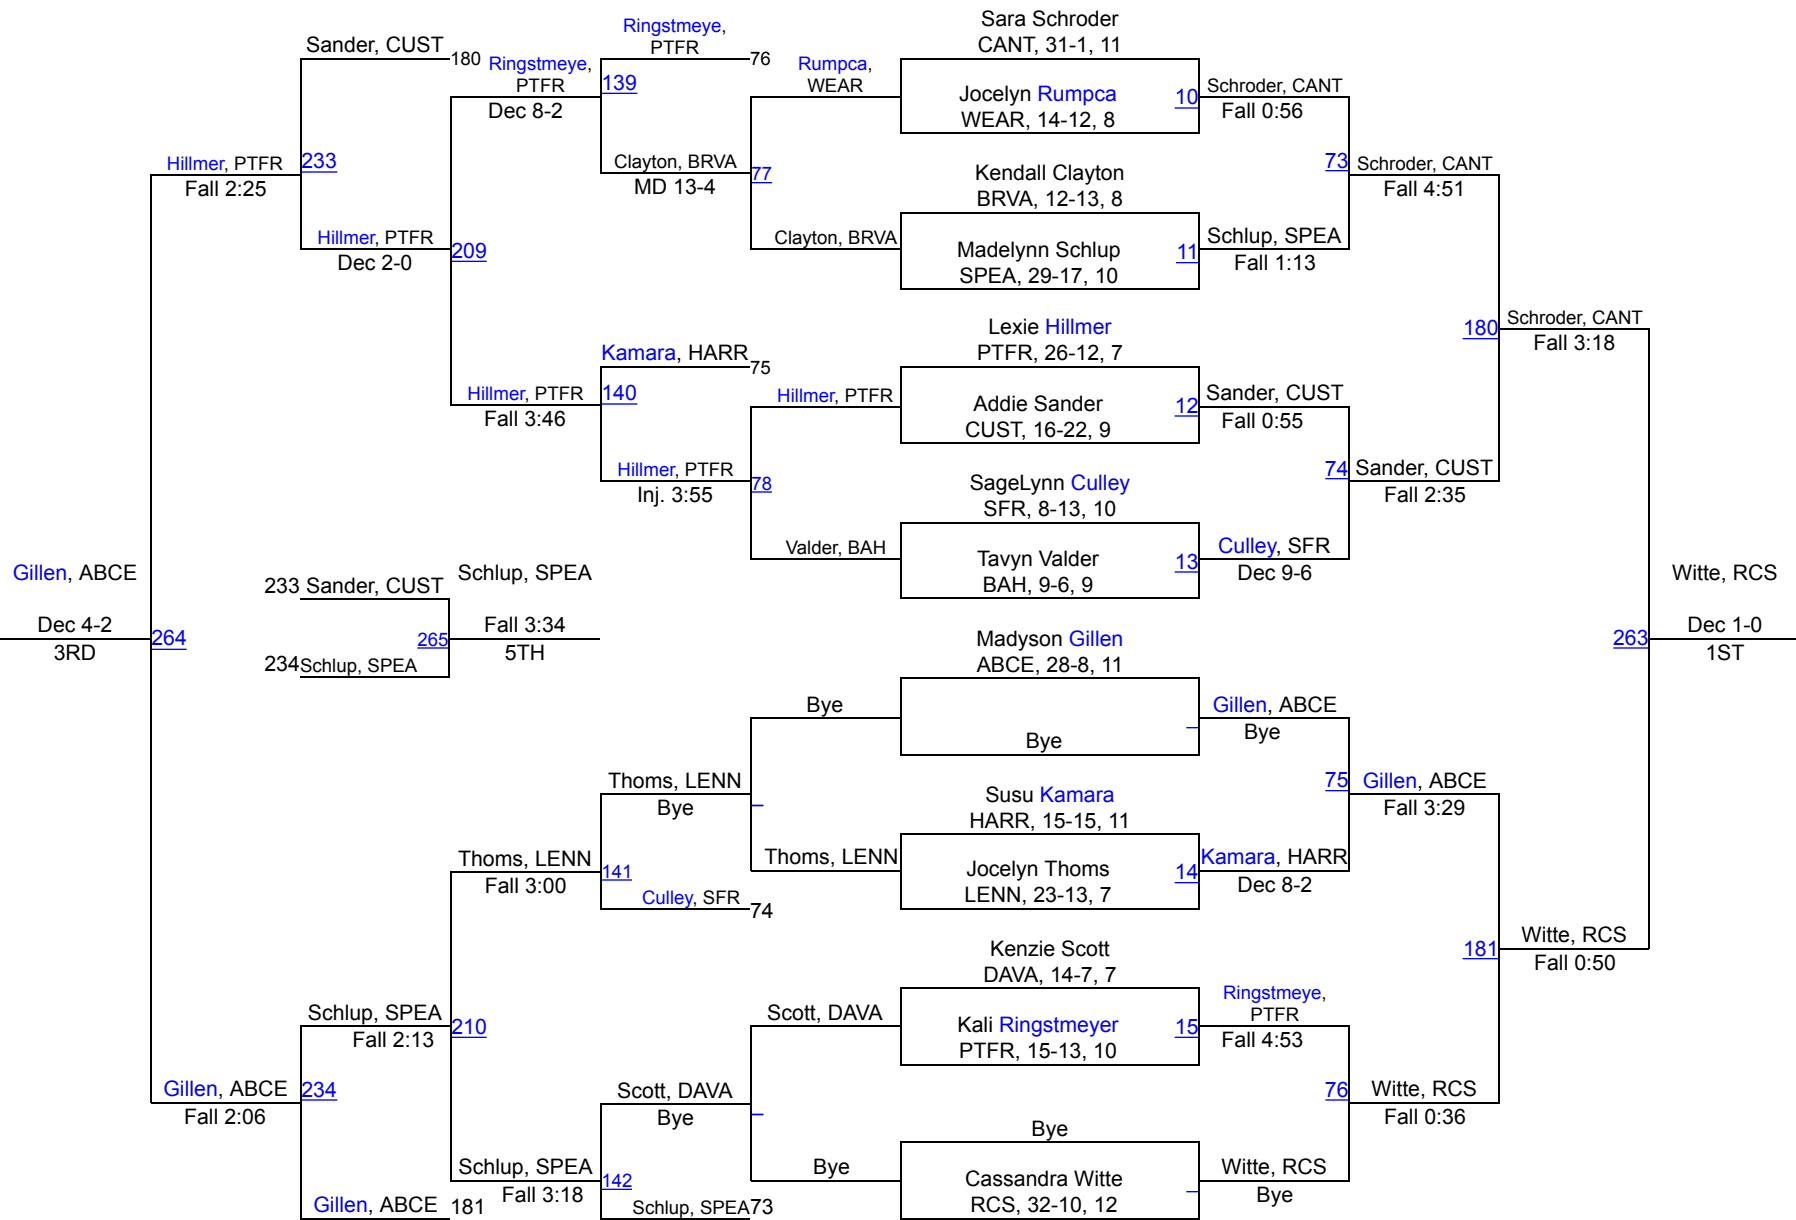 Sara Schroder
CANT, 31-1, 11
Ringstmeye,
PTFR
76
Sander, CUST
180
Ringstmeye,
PTFR
Dec 8-2
139
Rumpca,
WEAR
Jocelyn Rumpca
WEAR, 14-12, 8
10
Schroder, CANT
Fall 0:56
Hillmer, PTFR
Fall 2:25
233
Clayton, BRVA
MD 13-4
77
Kendall Clayton
BRVA, 12-13, 8
73
Schroder, CANT
Fall 4:51
Hillmer, PTFR
Dec 2-0
209
Clayton, BRVA
Madelynn Schlup
SPEA, 29-17, 10
11
Schlup, SPEA
Fall 1:13
Lexie Hillmer
PTFR, 26-12, 7
180
Schroder, CANT
Fall 3:18
Kamara, HARR
75
Hillmer, PTFR
Fall 3:46
140
Hillmer, PTFR
Addie Sander
CUST, 16-22, 9
12
Sander, CUST
Fall 0:55
Hillmer, PTFR
Inj. 3:55
78
SageLynn Culley
SFR, 8-13, 10
74
Sander, CUST
Fall 2:35
Valder, BAH
Tavyn Valder
BAH, 9-6, 9
13
Culley, SFR
Dec 9-6
Gillen, ABCE
Dec 4-2
3RD
264
233 Sander, CUST
Schlup, SPEA
265
Fall 3:34
5TH
234 Schlup, SPEA
Madyson Gillen
ABCE, 28-8, 11
Witte, RCS
263
Dec 1-0
1ST
Bye
Bye
_
Gillen, ABCE
Bye
Thoms, LENN
Bye
_
Susu Kamara
HARR, 15-15, 11
75
Gillen, ABCE
Fall 3:29
Thoms, LENN
Fall 3:00
141
Thoms, LENN
Jocelyn Thoms
LENN, 23-13, 7
14
Kamara, HARR
Dec 8-2
Culley, SFR
74
Kenzie Scott
DAVA, 14-7, 7
181
Witte, RCS
Fall 0:50
Schlup, SPEA
Fall 2:13
210
Scott, DAVA
Kali Ringstmeyer
PTFR, 15-13, 10
15
Ringstmeye,
PTFR
Fall 4:53
Gillen, ABCE
Fall 2:06
234
Scott, DAVA
Bye
_
Bye
76
Witte, RCS
Fall 0:36
Schlup, SPEA
Fall 3:18
142
Bye
Cassandra Witte
RCS, 32-10, 12
_
Witte, RCS
Bye
Gillen, ABCE
181
Schlup, SPEA
73